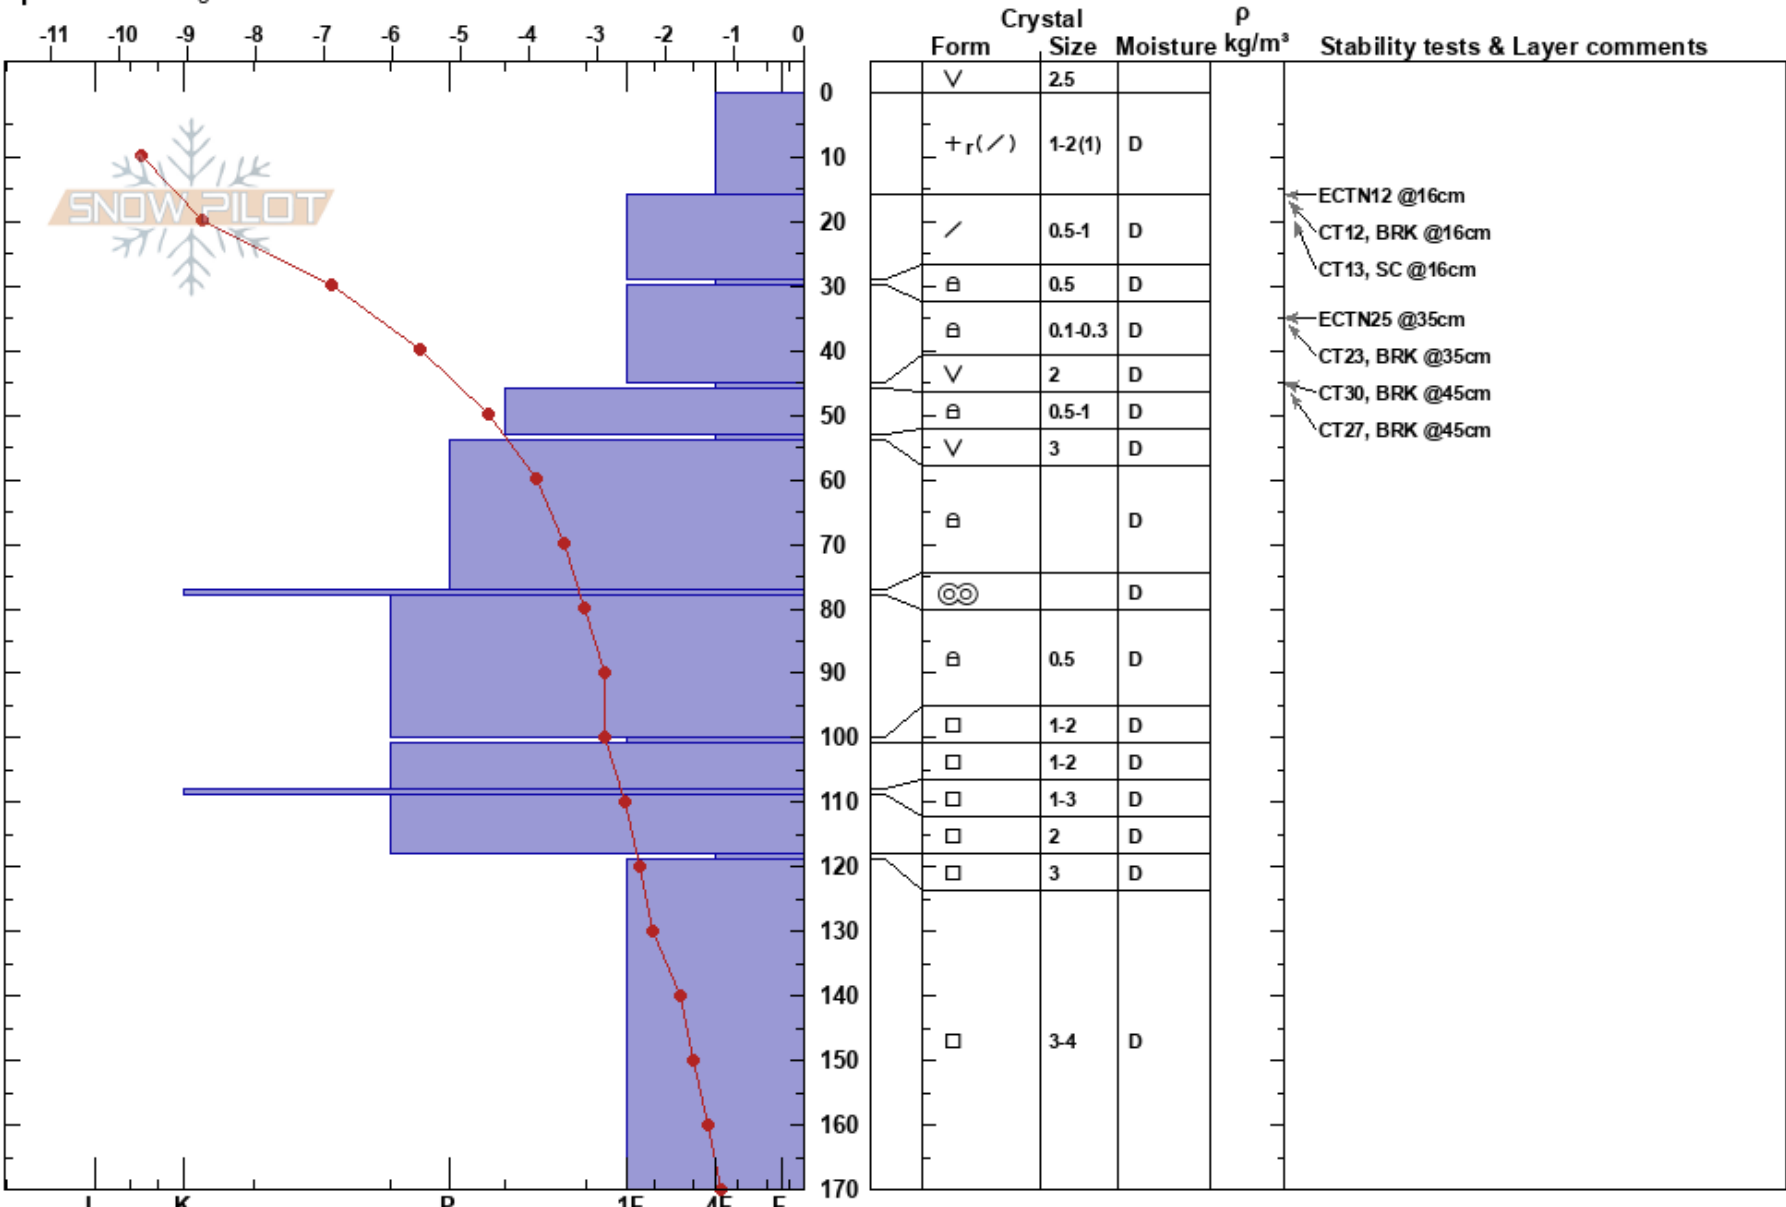 -11 -10 -9 -8 -7 -6 -5 -4 -3 -2 -1 0
Crystal ρ
Form Size Moisture kg/m³ Stability tests & Layer comments
SNOW PILOT
V 2.5
0
+r(/) 1-2(1) D
10
ECTN12 @16cm
20
/ 0.5-1 D
CT12, BRK @16cm
CT13, SC @16cm
30
0.5 D
ECTN25 @35cm
0.1-0.3 D
40
CT23, BRK @35cm
V 2 D
CT30, BRK @45cm
50
0.5-1 D
CT27, BRK @45cm
V 3 D
60
D
70
D
80
0.5 D
90
1-2 D
100
1-2 D
110
1-3 D
2 D
120
3 D
130
140
3-4 D
150
160
170
I K P 1F 4F F